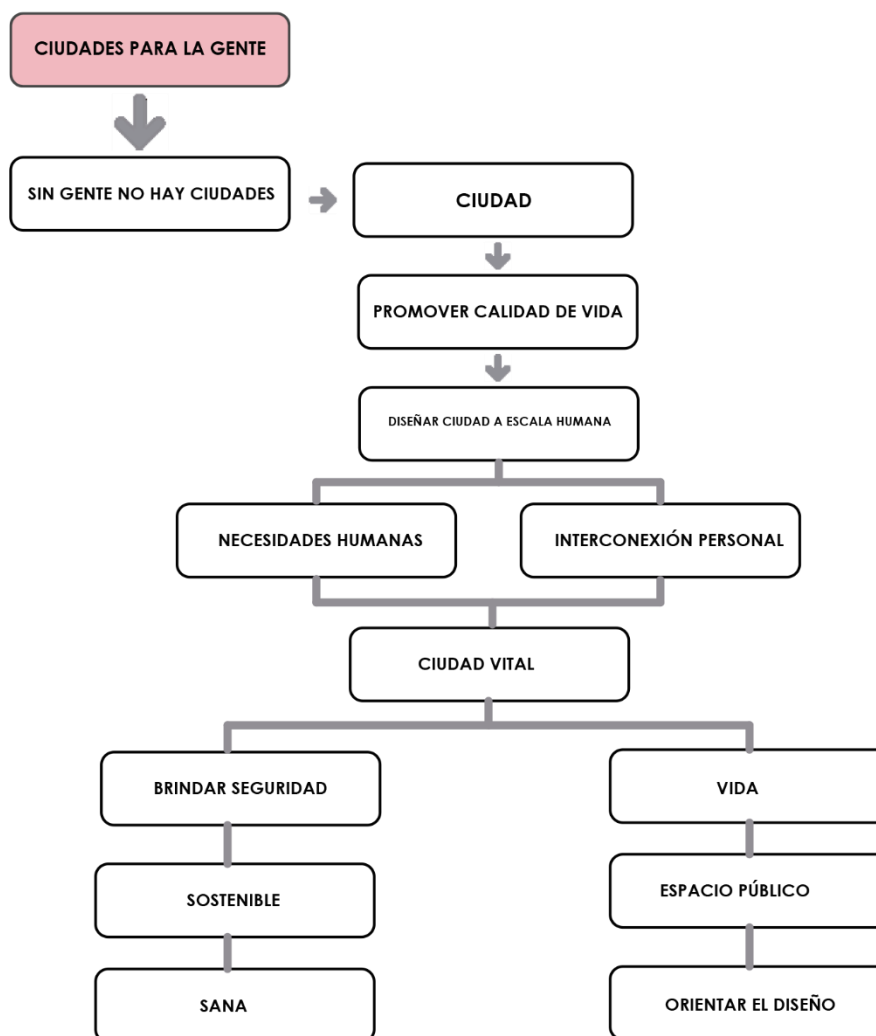 CIUDADES PARA LA GENTE
SIN GENTE NO HAY CIUDADES
CIUDAD
PROMOVER CALIDAD DE VIDA
DISEÑAR CIUDAD A ESCALA HUMANA
NECESIDADES HUMANAS
INTERCONEXIÓN PERSONAL
CIUDAD VITAL
BRINDAR SEGURIDAD
VIDA
SOSTENIBLE
ESPACIO PÚBLICO
SANA
ORIENTAR EL DISEÑO